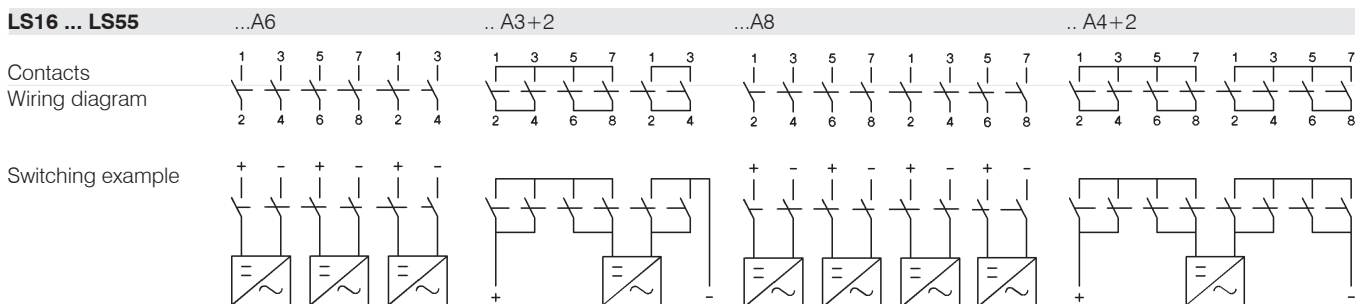 LS16 ... LS55 ...A6 .. A3+2 ...A8 .. A4+2
Contacts
Wiring diagram
1 3 5 7 1 3 1 3 5 7 1 3 1 3 5 7 1 3 5 7 1 3 5 7 1 3 5 7
2 4 6 8 2 4 2 4 6 8 2 4 2 4 6 8 2 4 6 8 2 4 6 8 2 4 6 8
Switching example
+ - + - + - + - + - + - + -
+ - + -